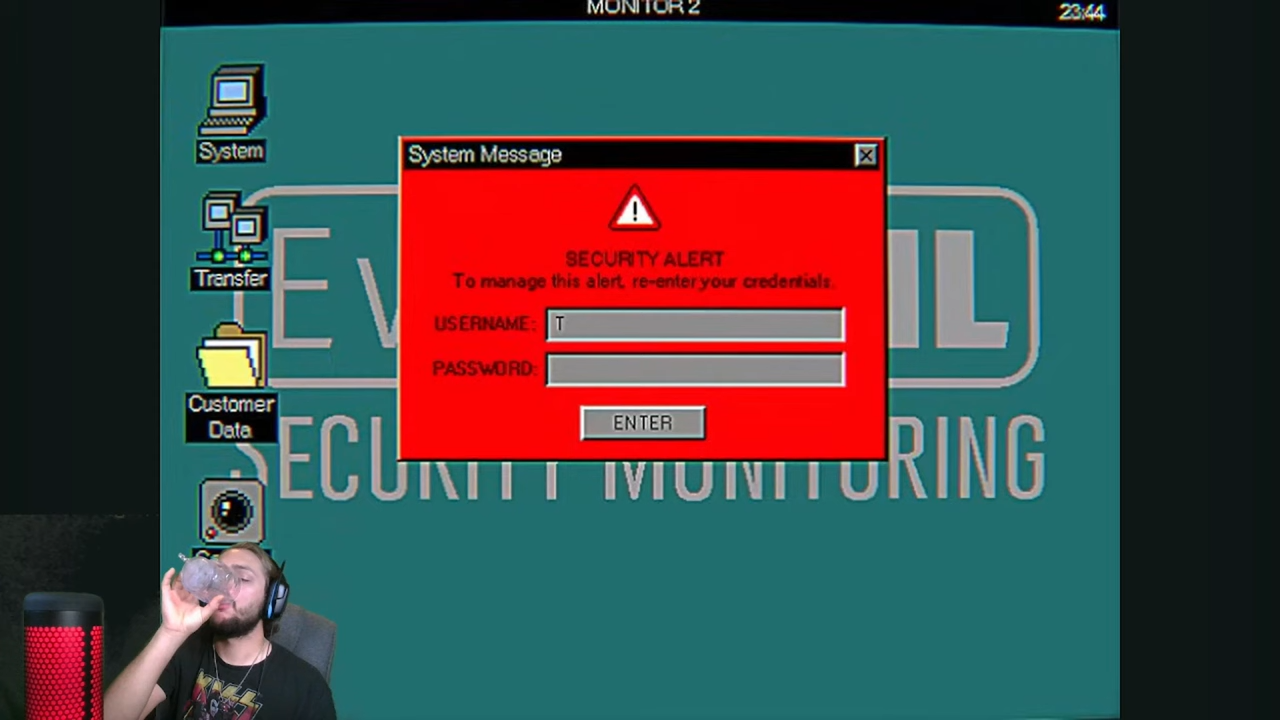 MONITOR 2
23:44
System
System Message
SECURITY ALERT
To manage this alert, re-enter your credentials.
Transfer
USERNAME: T
PASSWORD:
Customer
Data
ENTER
SECURITY MONITORING